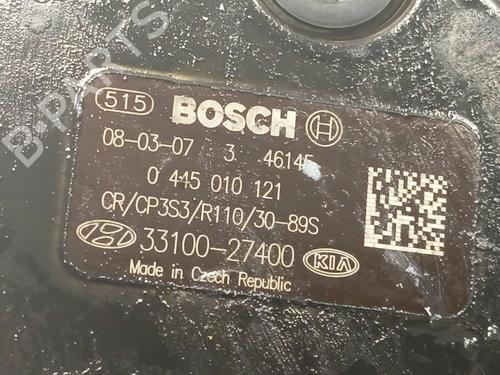 B-PARTS
515 BOSCH
08-03-07 3 46145
0 445 010 121
CR/CP3S3/R110/30-89S
33100-27400 KIA
Made in Czech Republic